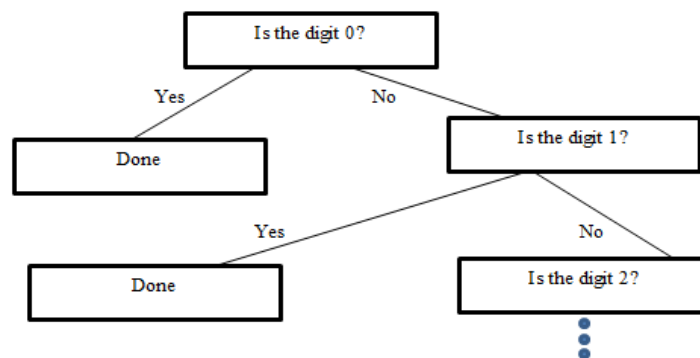 Is the digit 0?
Yes
No
Is the digit 1?
Done
Yes
No
Is the digit 2?
Done